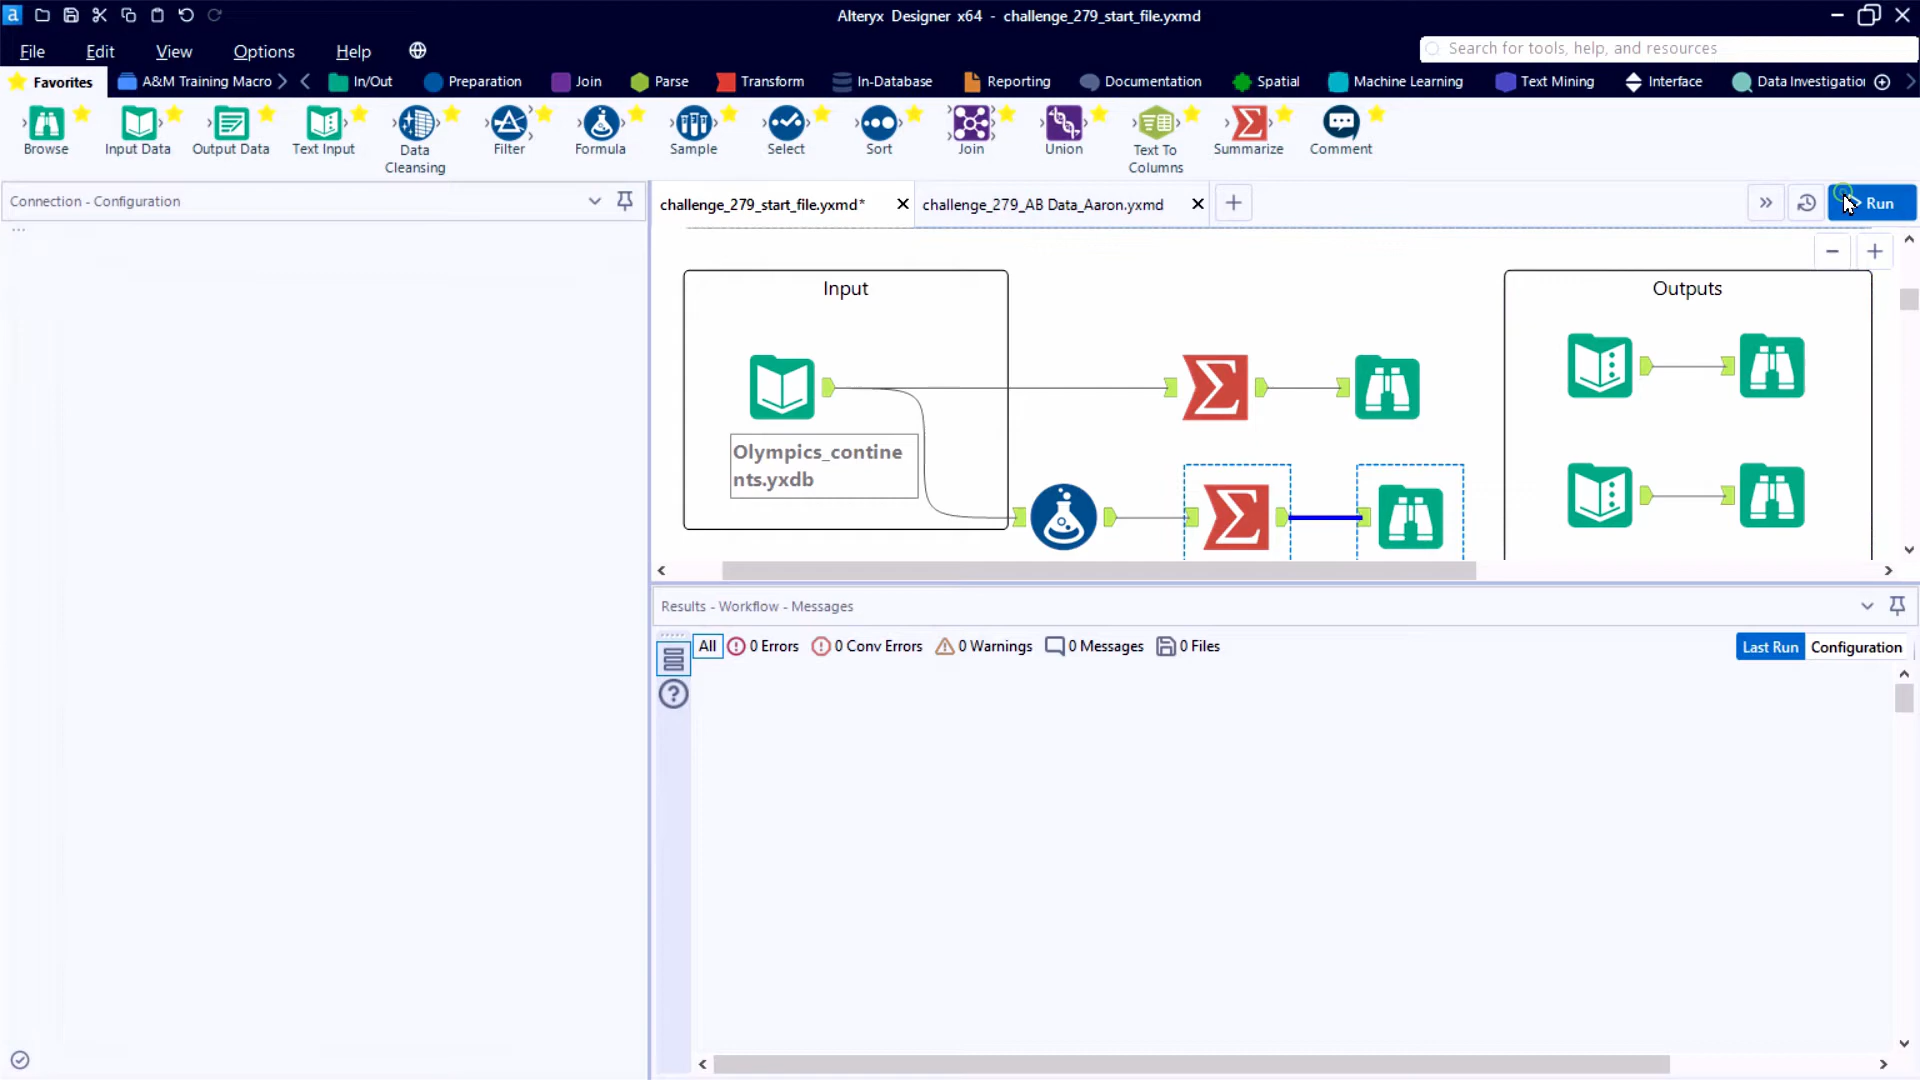 Alteryx Designer x64 - challenge_279_start_file.yxmd
File Edit View Options Help
Search for tools, help, and resources
Favorites A&M Training Macro In/Out Preparation Join Parse Transform In-Database Reporting Documentation Spatial Machine Learning Text Mining Interface Data Investigatio
Browse Input Data Output Data Text Input Data Filter Formula Sample Select Sort Join Union Text To Summarize Comment
Cleansing Columns
Connection - Configuration
challenge_279_start_file.yxmd* challenge_279_AB Data_Aaron.yxmd Run
...
Input Outputs
Olympics_contine
nts.yxdb
Results - Workflow - Messages
All 0 Errors 0 Conv Errors 0 Warnings 0 Messages 0 Files Last Run Configuration